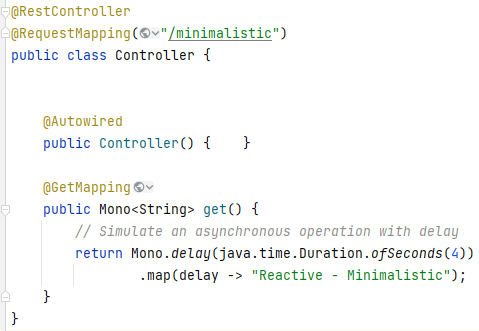 @RestController
@RequestMapping("/minimalistic")
public class Controller {
@Autowired
public Controller() {    }
@GetMapping
public Mono<String> get() {
// Simulate an asynchronous operation with delay
return Mono.delay(java.time.Duration.ofSeconds(4))
.map(delay -> "Reactive - Minimalistic");
}
}